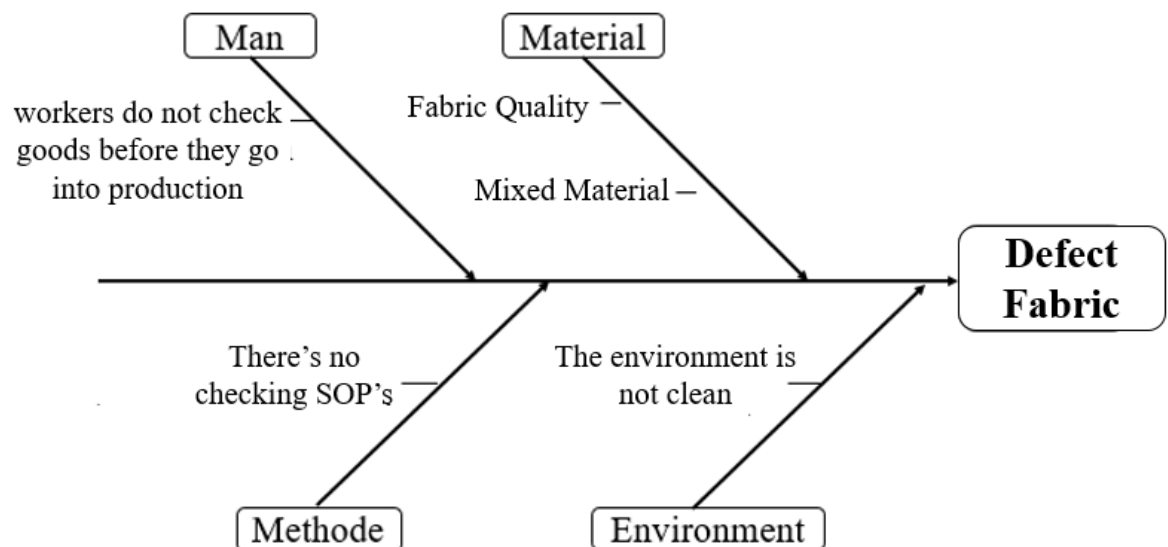 Man
Material
workers do not check
goods before they go
into production
Fabric Quality
Mixed Material
Defect
Fabric
There’s no
checking SOP’s
The environment is
not clean
Methode
Environment